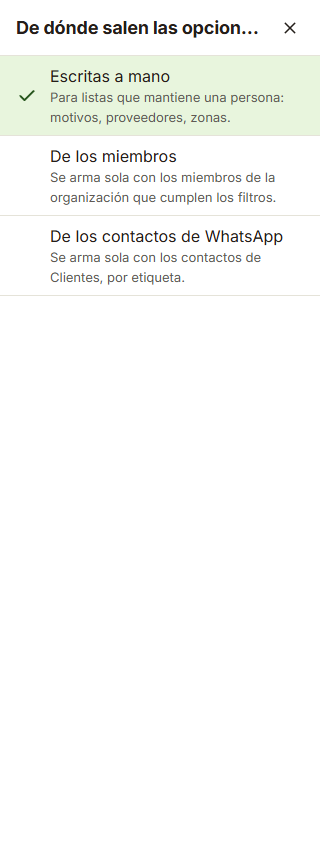 De dónde salen las opcion...
Escritas a mano
Para listas que mantiene una persona:
motivos, proveedores, zonas.
De los miembros
Se arma sola con los miembros de la
organización que cumplen los filtros.
De los contactos de WhatsApp
Se arma sola con los contactos de
Clientes, por etiqueta.